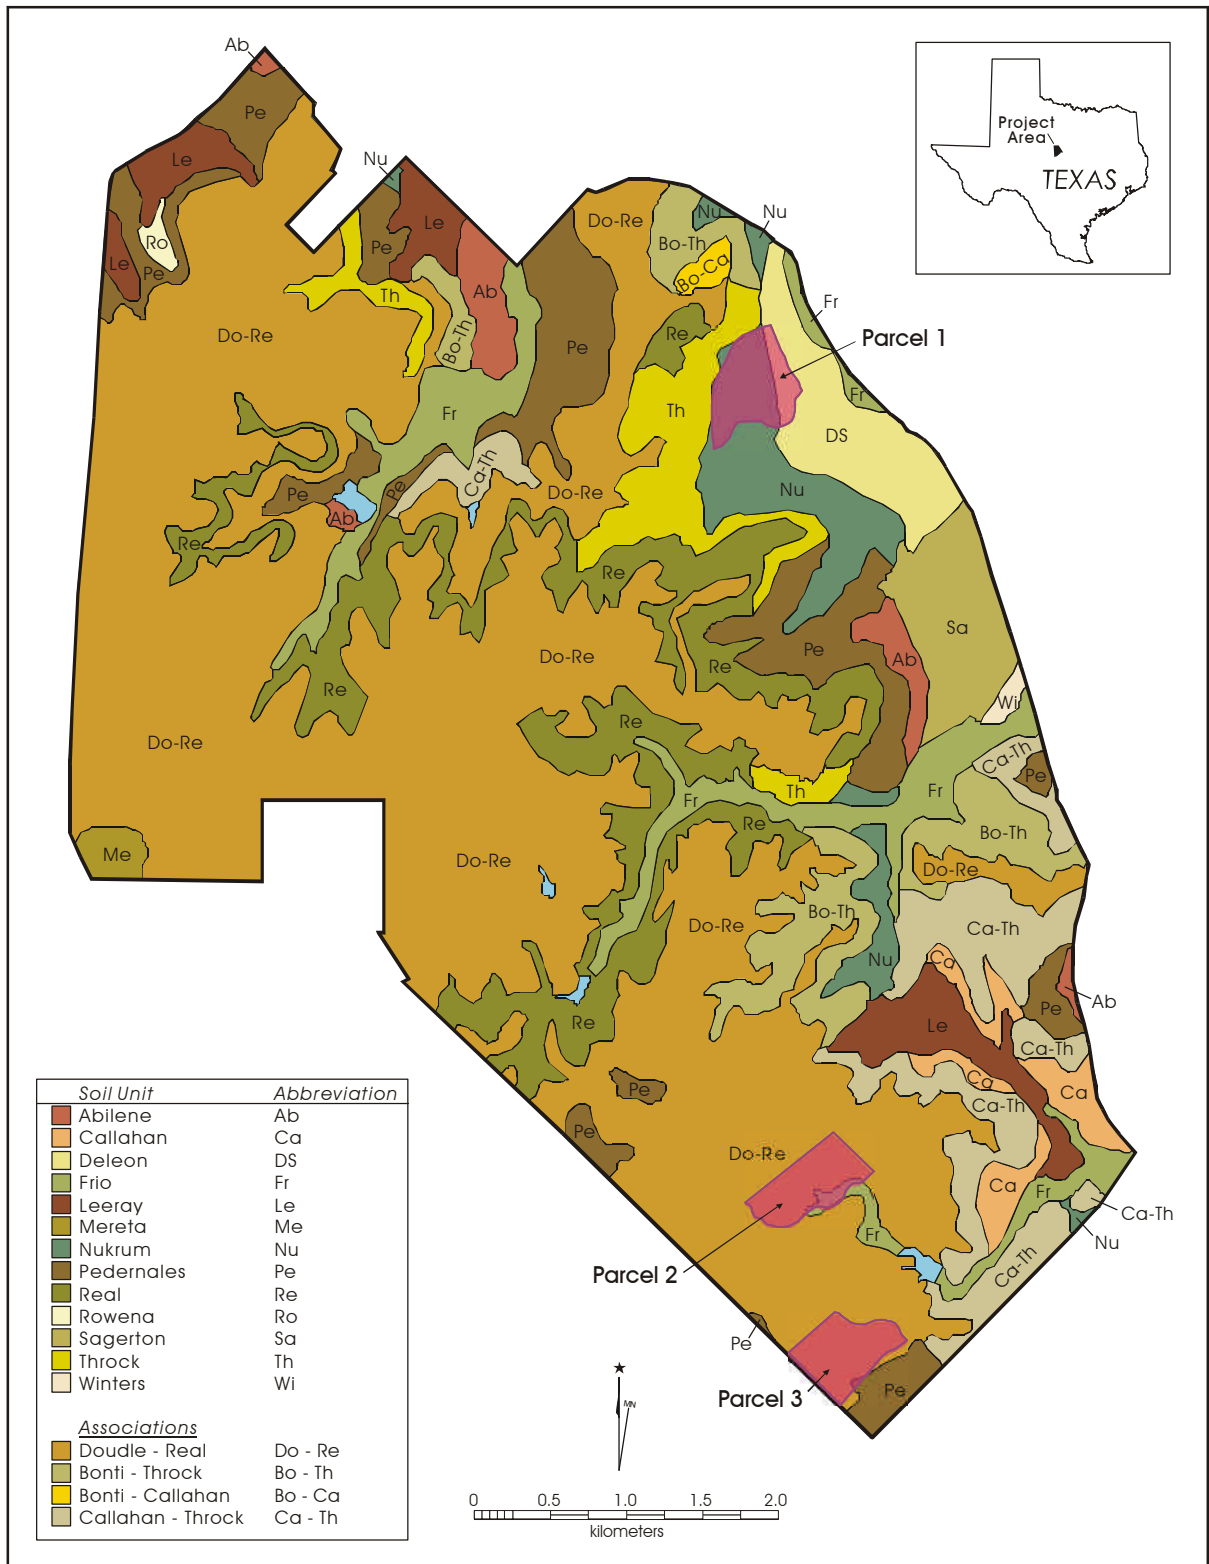 Ab
Pe
Le
Nu
Ro
Le
Pe
Pe
Le
Do-Re
Nu
Nu
Bo-Th
Bo-Ca
Th
Ab
Bo-Th
Do-Re
Pe
Re
Fr
Parcel 1
Fr
Th
DS
Fr
Ca-Th
Pe
Pe
Do-Re
Nu
Ab
Re
Re
Sa
Do-Re
Pe
Ab
Re
Re
Wi
Re
Do-Re
Ca-Th
Pe
Th
Fr
Fr
Re
Bo-Th
Me
Do-Re
Do-Re
Bo-Th
Do-Re
Ca-Th
Nu
Ca
Ab
Pe
Re
Le
Ca-Th
Ca
Pe
Ca
Ca-Th
Pe
Do-Re
Ca
Fr
Ca-Th
Nu
Fr
Ca-Th
Parcel 2
Pe
Parcel 3
Pe
Project
Area
TEXAS
Soil Unit Abbreviation
Abilene Ab
Callahan Ca
Deleon DS
Frio Fr
Leeray Le
Mereta Me
Nukrum Nu
Pedernales Pe
Real Re
Rowena Ro
Sagerton Sa
Throck Th
Winters Wi
Associations
Doudle - Real Do - Re
Bonti - Throck Bo - Th
Bonti - Callahan Bo - Ca
Callahan - Throck Ca - Th
MN
0 0.5 1.0 1.5 2.0
kilometers